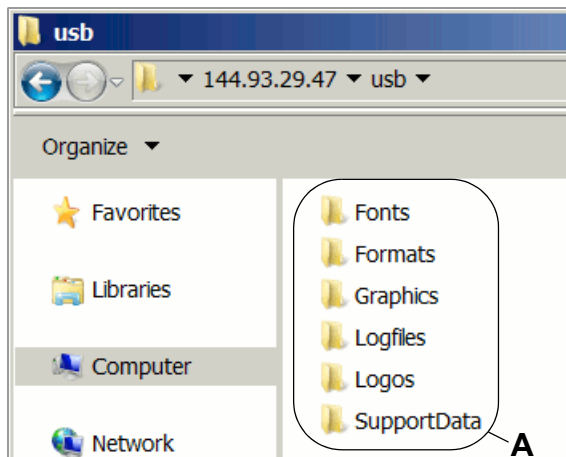 usb
144.93.29.47 usb
Organize
Favorites
Libraries
Computer
Network
Fonts
Formats
Graphics
Logfiles
Logos
SupportData
A